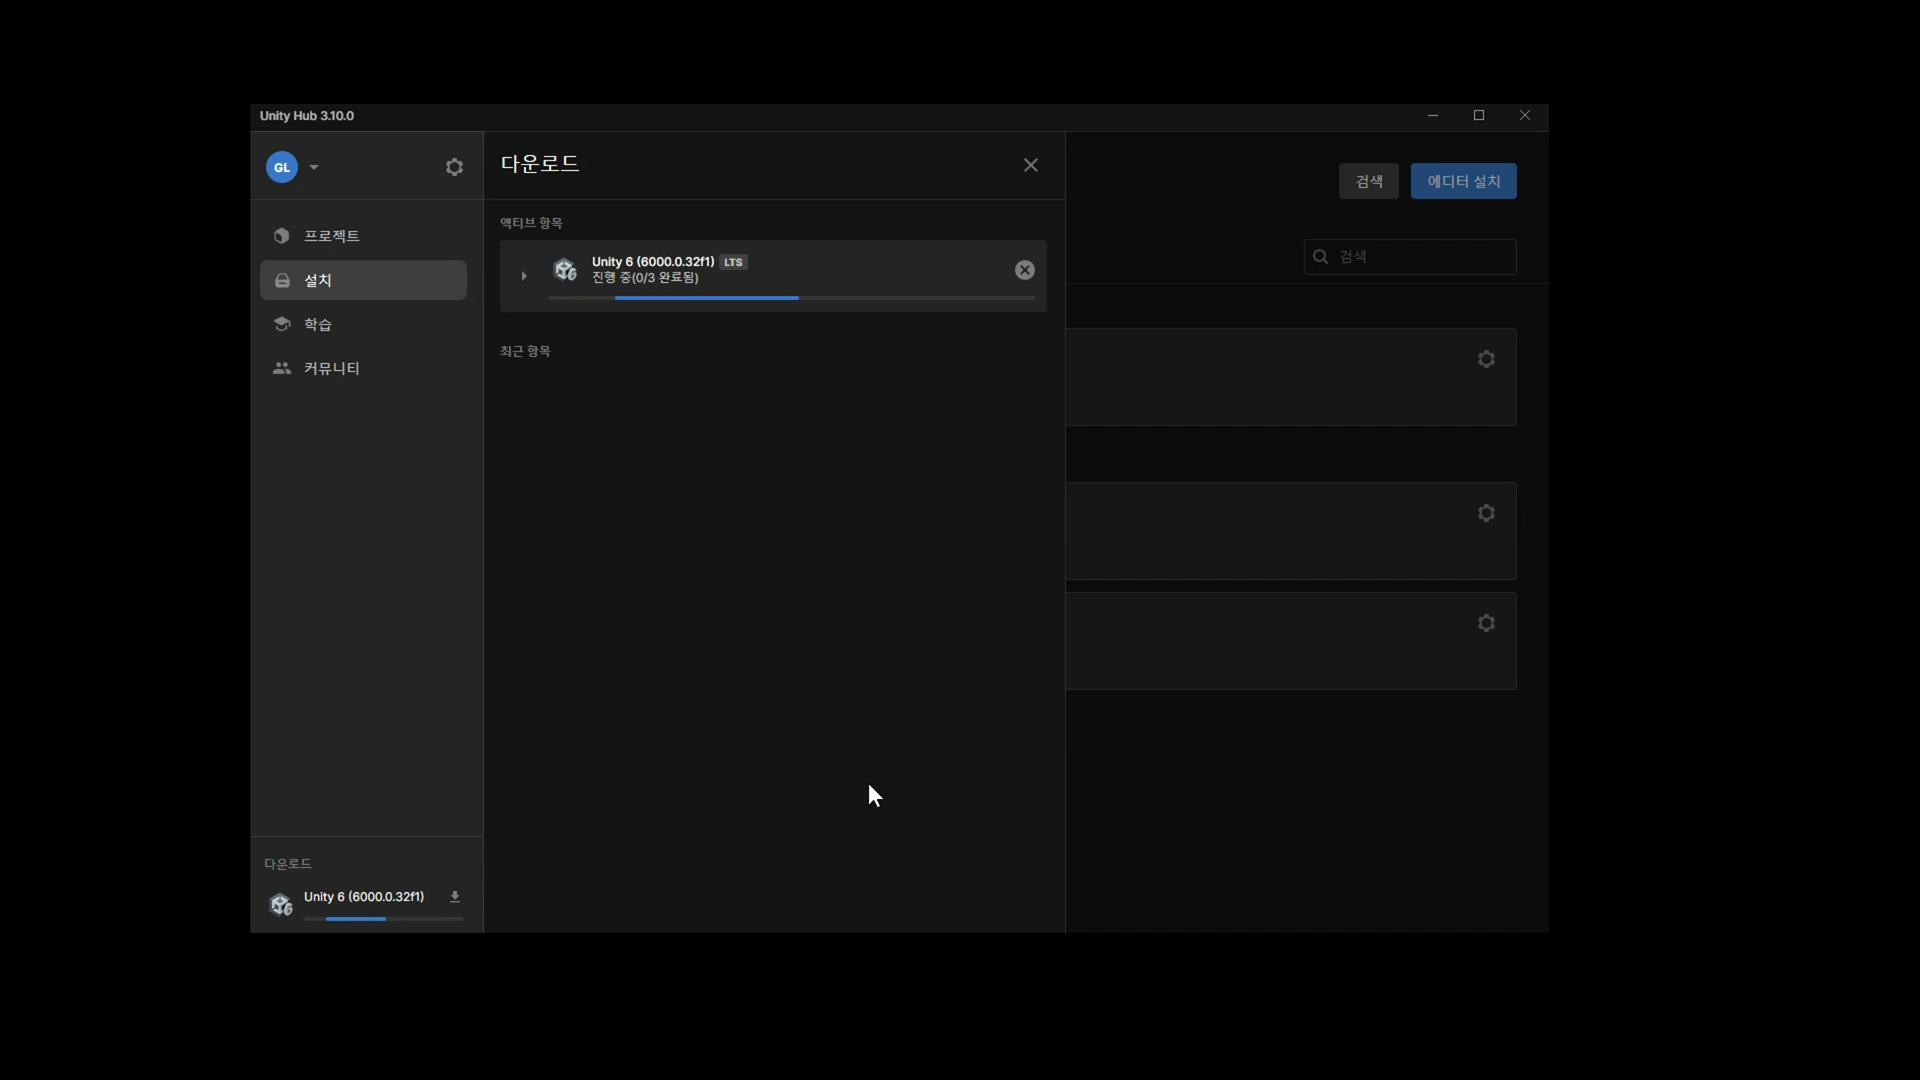 Unity Hub 3.10.0
GL
프로젝트
설치
학습
커뮤니티
다운로드
Unity 6 (6000.0.32f1)
다운로드
액티브 항목
Unity 6 (6000.0.32f1) LTS
진행 중(0/3 완료됨)
최근 항목
검색
에디터 설치
검색